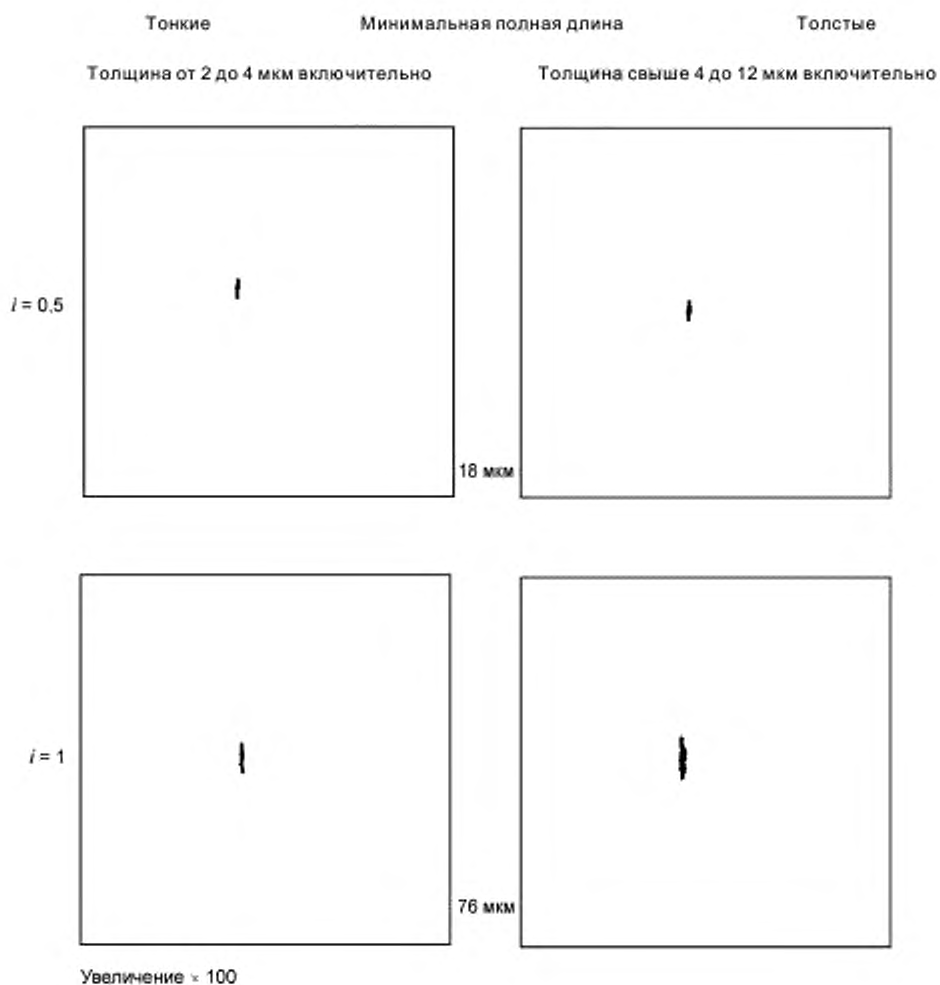 Тонкие Минимальная полная длина Толстые
Толщина от 2 до 4 мкм включительно Толщина свыше 4 до 12 мкм включительно
i = 0,5
18 мкм
i = 1
76 мкм
Увеличение × 100